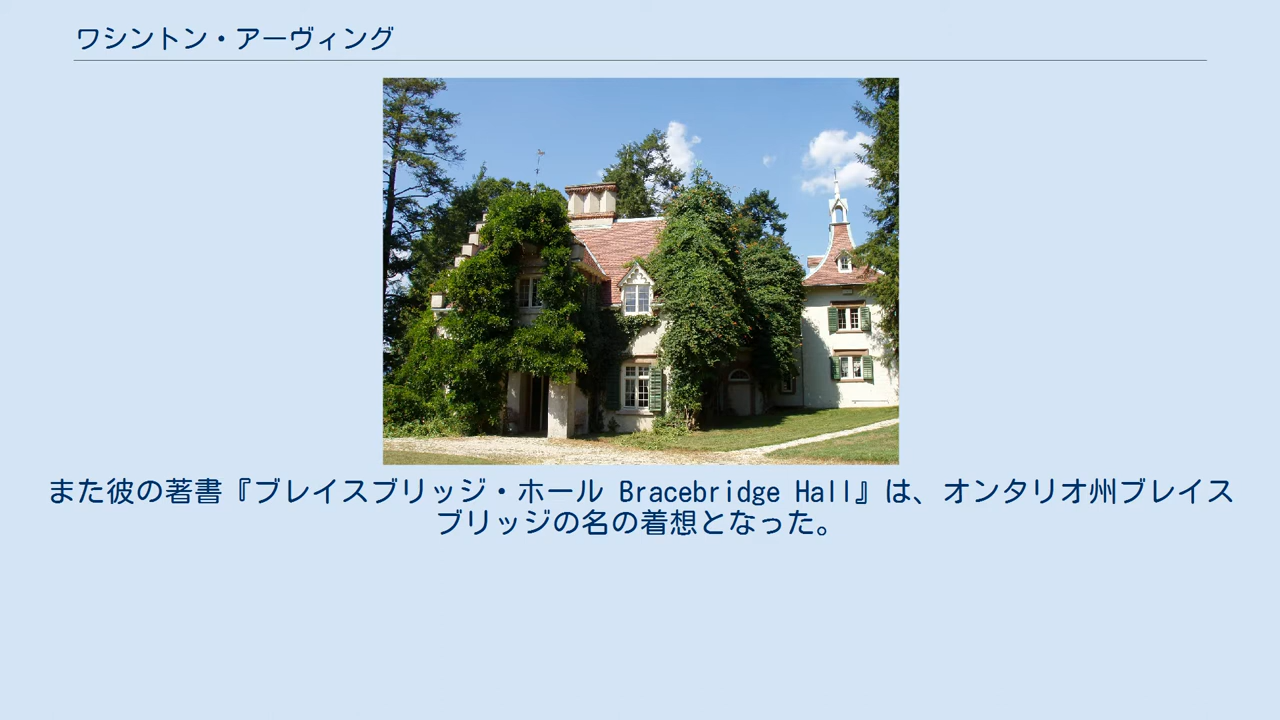 ワシントン・アーヴィング
また彼の著書『ブレイスブリッジ・ホール Bracebridge Hall』は、オンタリオ州ブレイス
ブリッジの名の着想となった。